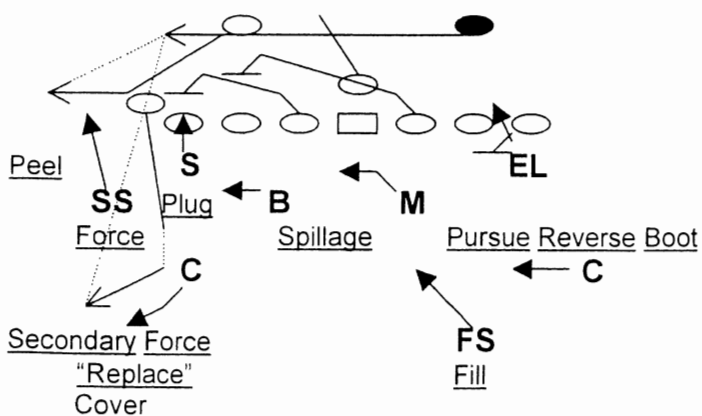 S
EL
Peel
SS
Plug
B
M
Force
Spillage
Pursue Reverse Boot
C
C
Secondary Force
FS
"Replace"
Fill
Cover